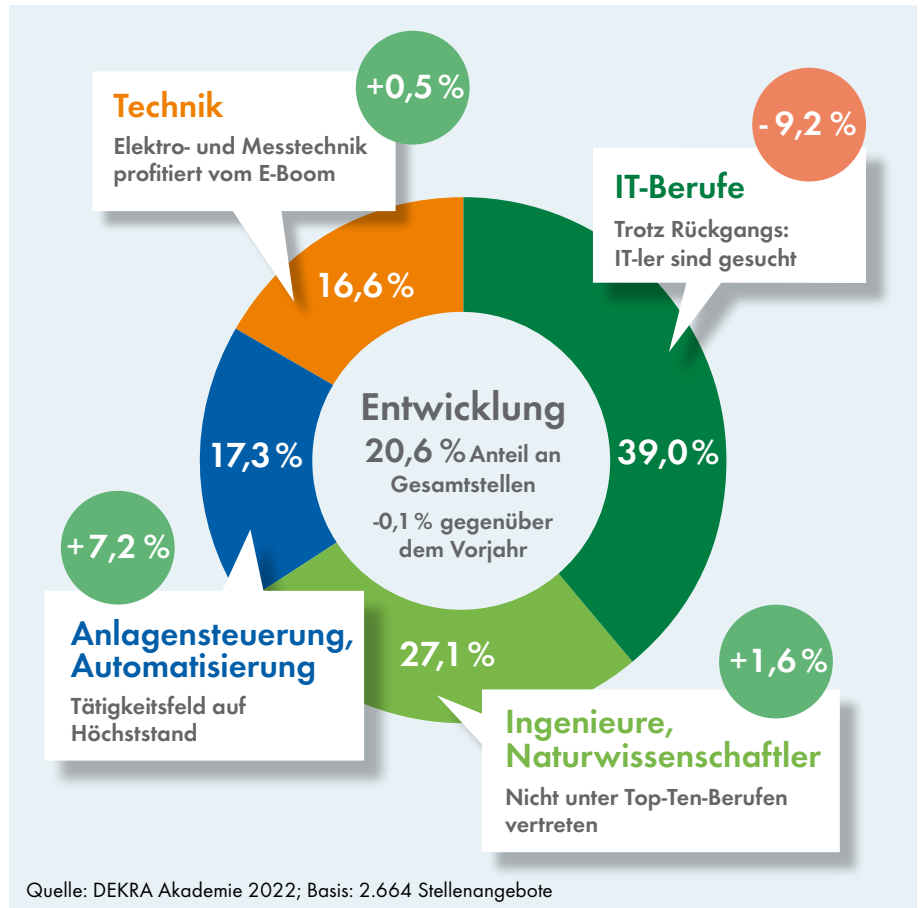 +0,5 %
Technik
Elektro- und Messtechnik
profitiert vom E-Boom
- 9,2 %
IT-Berufe
Trotz Rückgangs:
IT-ler sind gesucht
16,6 %
Entwicklung
20,6 % Anteil an
Gesamtstellen
-0,1 % gegenüber
dem Vorjahr
17,3 %
39,0 %
+7,2 %
Anlagensteuerung,
Automatisierung
Tätigkeitsfeld auf
Höchststand
27,1 %
+1,6 %
Ingenieure,
Naturwissenschaftler
Nicht unter Top-Ten-Berufen
vertreten
Quelle: DEKRA Akademie 2022; Basis: 2.664 Stellenangebote